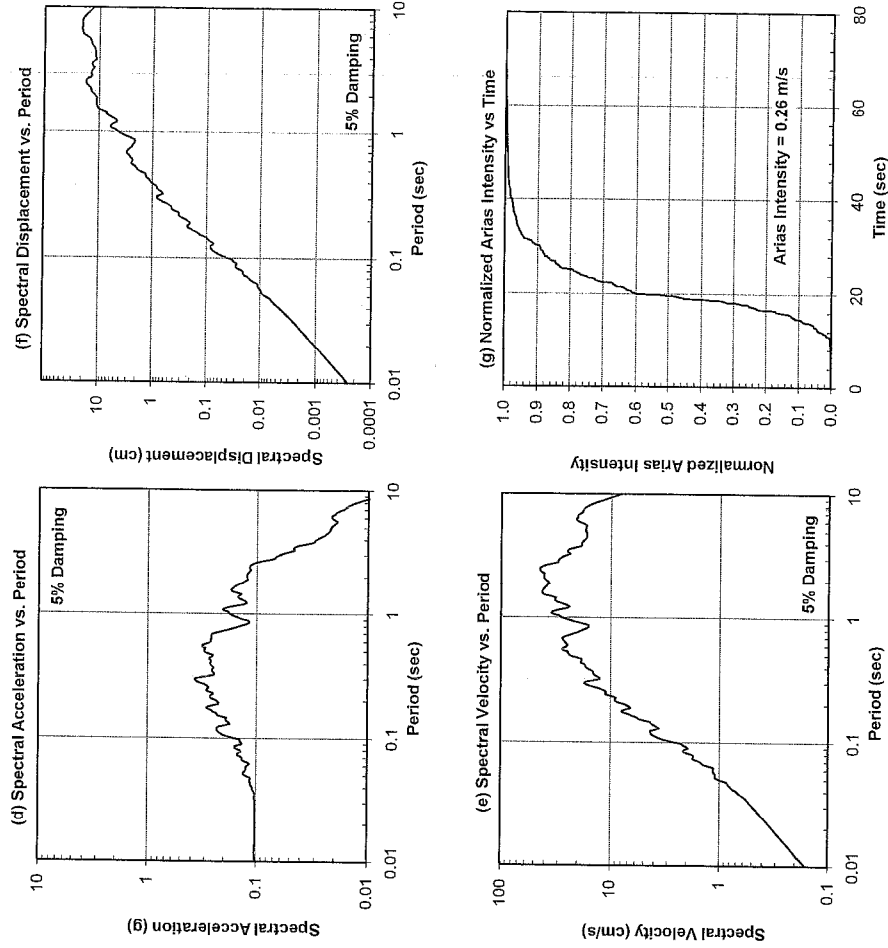 (d) Spectral Acceleration vs. Period
Spectral Acceleration (g)
10
1
0.1
0.01
5% Damping
0.01
0.1
1
10
Period (sec)
(f) Spectral Displacement vs. Period
Spectral Displacement (cm)
10
1
0.1
0.01
0.001
0.0001
5% Damping
0.01
0.1
1
10
Period (sec)
(e) Spectral Velocity vs. Period
Spectral Velocity (cm/s)
100
10
1
0.1
5% Damping
0.01
0.1
1
10
Period (sec)
(g) Normalized Arias Intensity vs Time
Normalized Arias Intensity
1.0
0.9
0.8
0.7
0.6
0.5
0.4
0.3
0.2
0.1
0.0
Arias Intensity = 0.26 m/s
0
20
40
60
80
Time (sec)